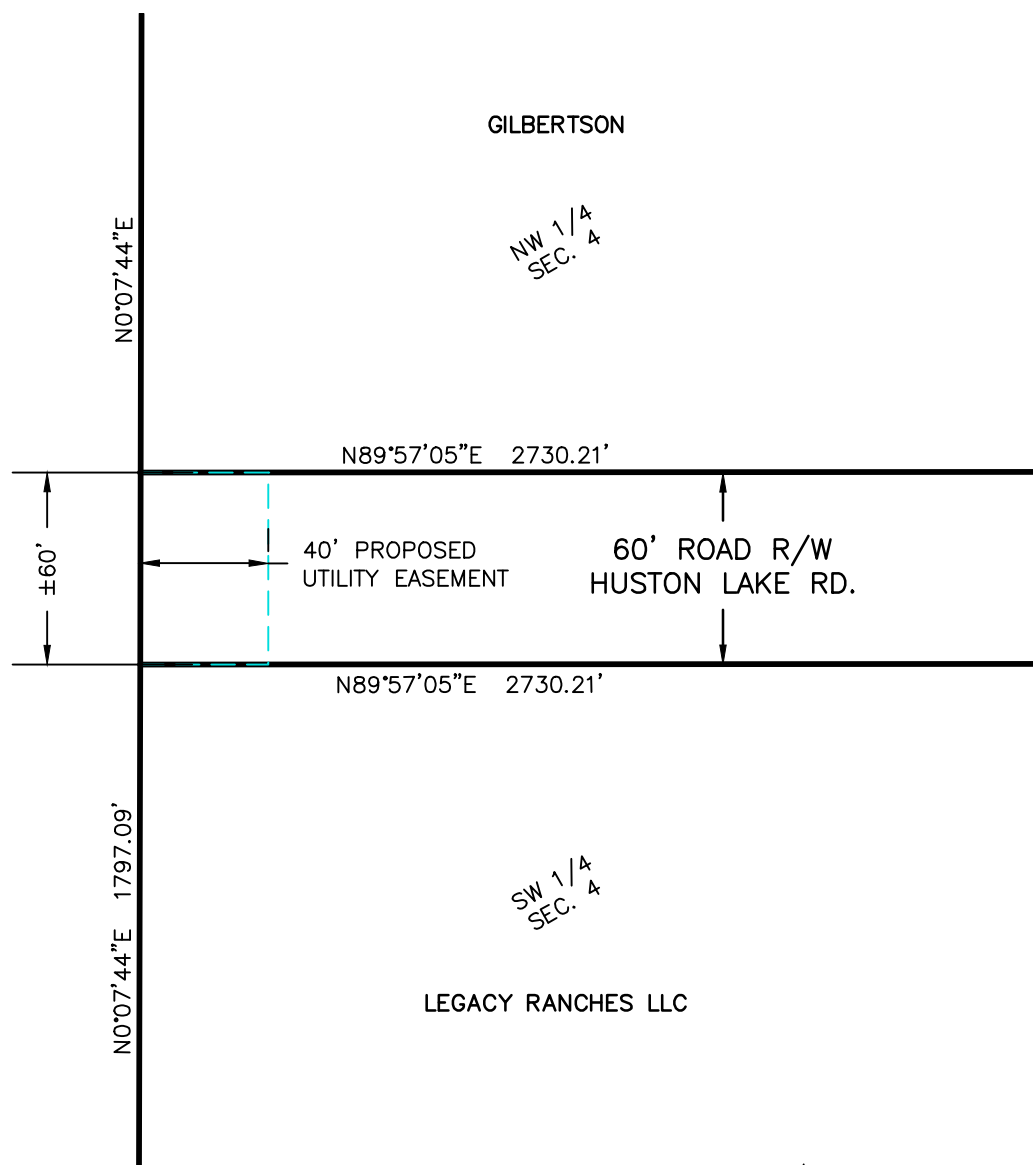 GILBERTSON
NW 1/4
SEC. 4
N0°07'44"E
N89°57'05"E 2730.21'
±60'
40' PROPOSED
UTILITY EASEMENT
60' ROAD R/W
HUSTON LAKE RD.
N89°57'05"E 2730.21'
N0°07'44"E 1797.09'
SW 1/4
SEC. 4
LEGACY RANCHES LLC